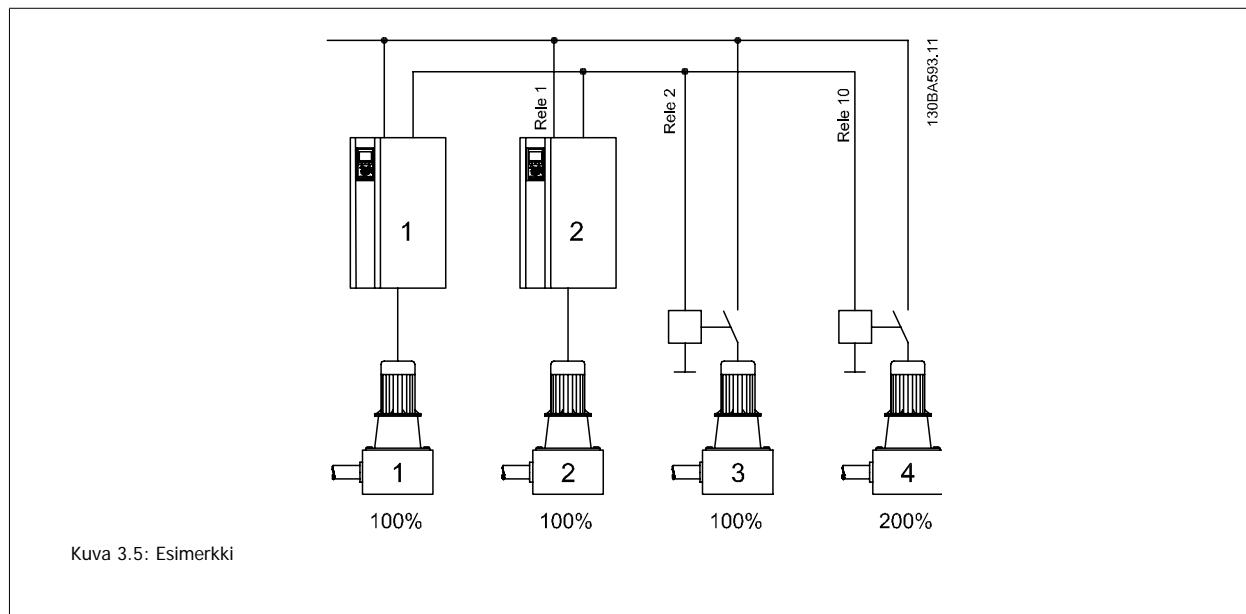 130BA593.11
Rele 1
Rele 2
Rele 10
1
2
1
2
3
4
100%
100%
100%
200%
Kuva 3.5: Esimerkki